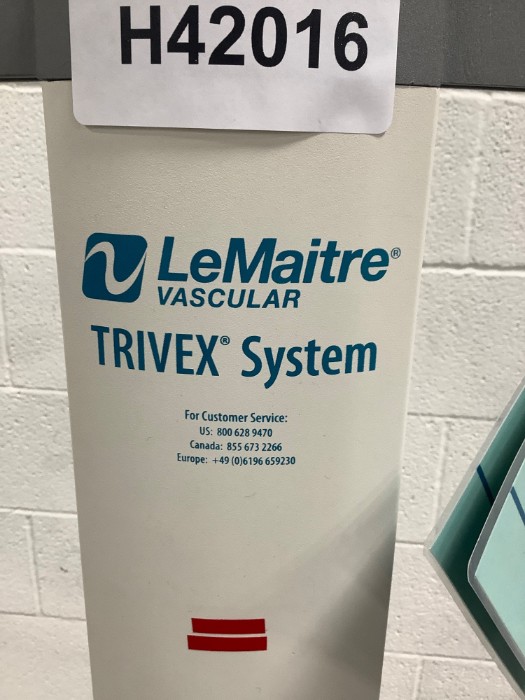 H42016
LeMaitre®
VASCULAR
TRIVEX® System
For Customer Service:
US: 800 628 9470
Canada: 855 673 2266
Europe: +49 (0)6196 659230